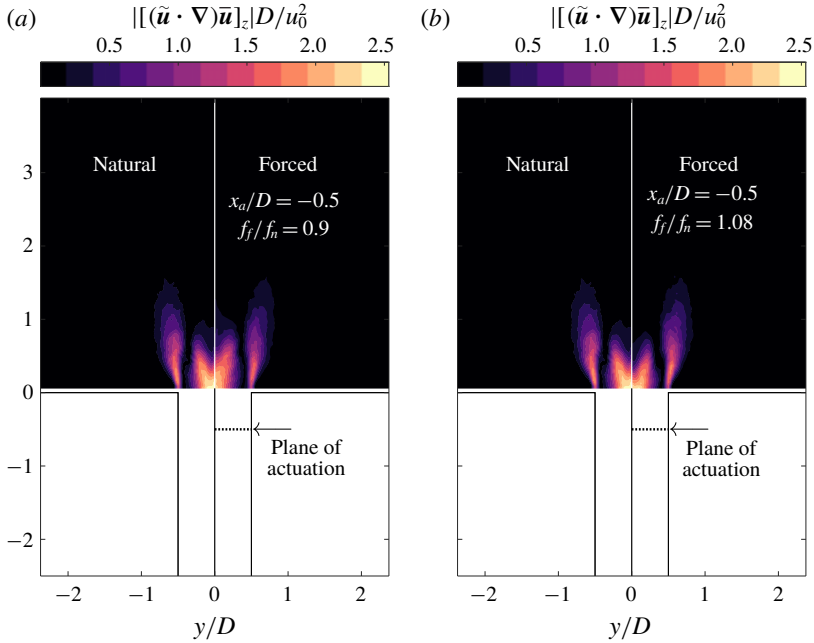 (a) |[(ũ · ∇)ū]_z|D/u_0^2
0.5 1.0 1.5 2.0 2.5
Natural
Forced
x_a/D = −0.5
f_f/f_n = 0.9
3
2
1
0
−1
−2
Plane of
actuation
−2 −1 0 1 2
y/D
(b) |[(ũ · ∇)ū]_z|D/u_0^2
0.5 1.0 1.5 2.0 2.5
Natural
Forced
x_a/D = −0.5
f_f/f_n = 1.08
Plane of
actuation
−2 −1 0 1 2
y/D